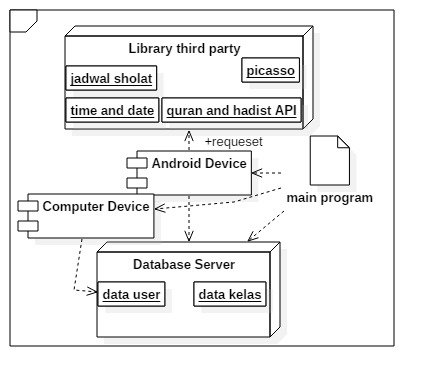 Library third party
jadwal sholat
picasso
time and date
quran and hadist API
+requeset
Android Device
main program
Computer Device
Database Server
data user
data kelas